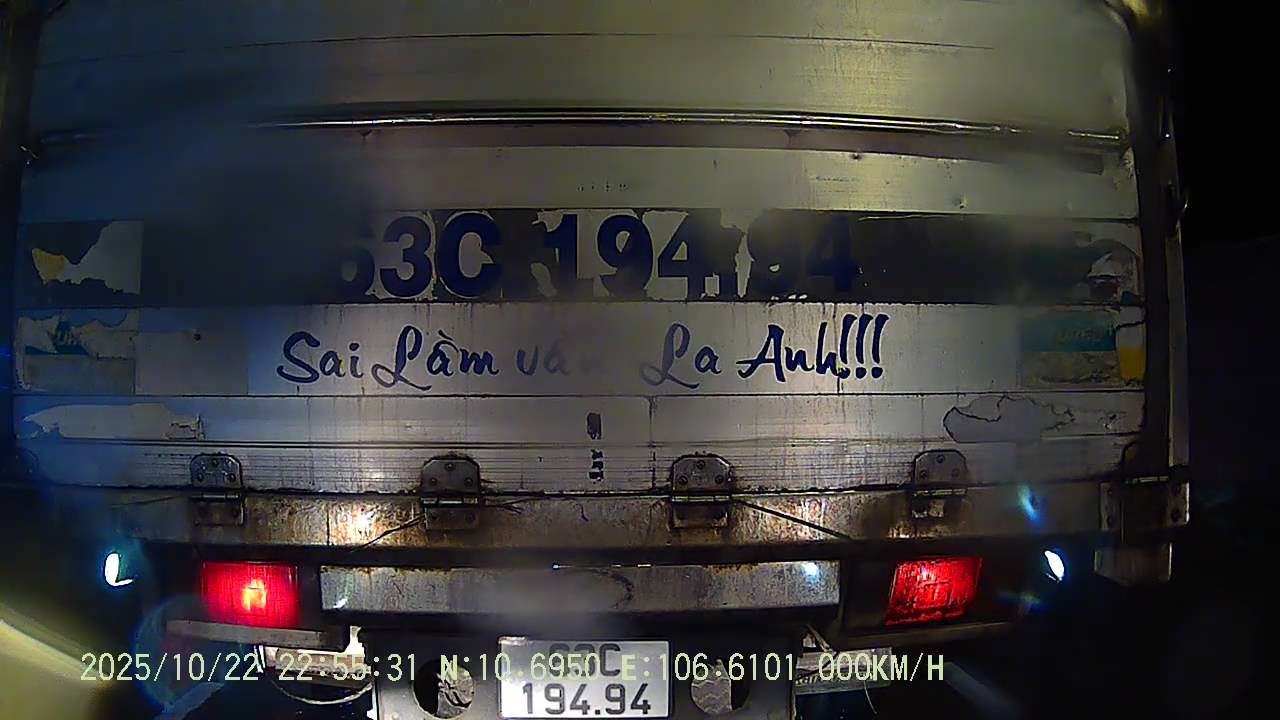 63C 194.94
Sai Lầm vẫn La Anh!!!
63C
194.94
2025/10/22 22:55:31 N:10.6950 E:106.6101 000KM/H